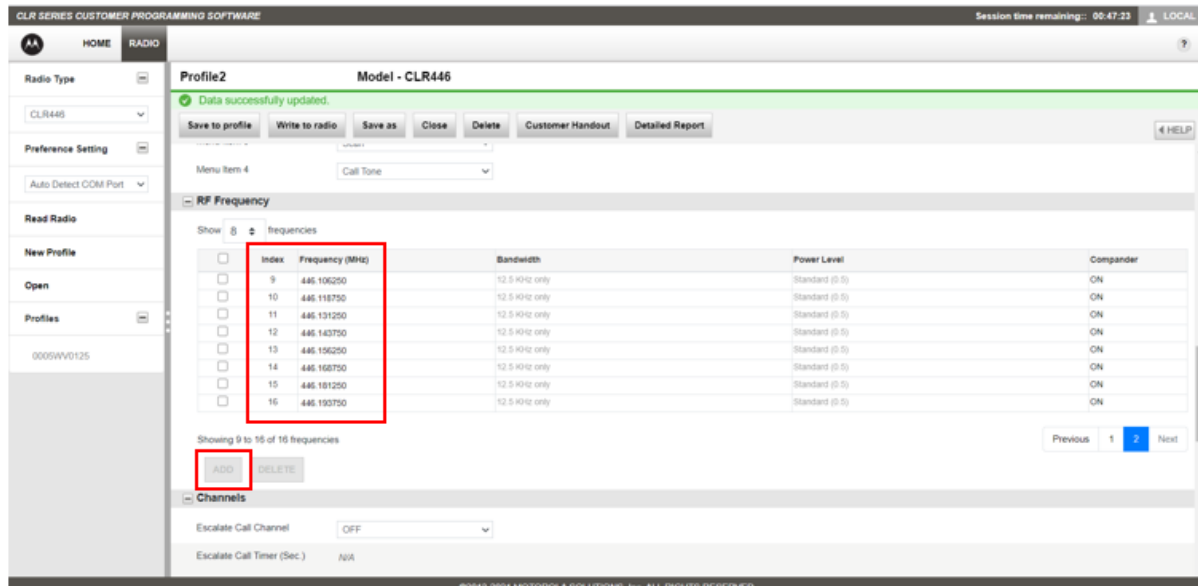 CLR SERIES CUSTOMER PROGRAMMING SOFTWARE Session time remaining:: 00:47:23 LOCAL
HOME RADIO ?
Radio Type
CLR446
Preference Setting
Auto Detect COM Port
Read Radio
New Profile
Open
Profiles
0005WV0125
Profile2 Model - CLR446
Data successfully updated.
Save to profile Write to radio Save as Close Delete Customer Handout Detailed Report HELP
Menu Item 4 Call Tone
RF Frequency
Show 8 frequencies
Index Frequency (MHz) Bandwidth Power Level Compander
9 446.106250 12.5 KHz only Standard (0.5) ON
10 446.118750 12.5 KHz only Standard (0.5) ON
11 446.131250 12.5 KHz only Standard (0.5) ON
12 446.143750 12.5 KHz only Standard (0.5) ON
13 446.156250 12.5 KHz only Standard (0.5) ON
14 446.168750 12.5 KHz only Standard (0.5) ON
15 446.181250 12.5 KHz only Standard (0.5) ON
16 446.193750 12.5 KHz only Standard (0.5) ON
Showing 9 to 16 of 16 frequencies Previous 1 2 Next
ADD DELETE
Channels
Escalate Call Channel OFF
Escalate Call Timer (Sec.) N/A